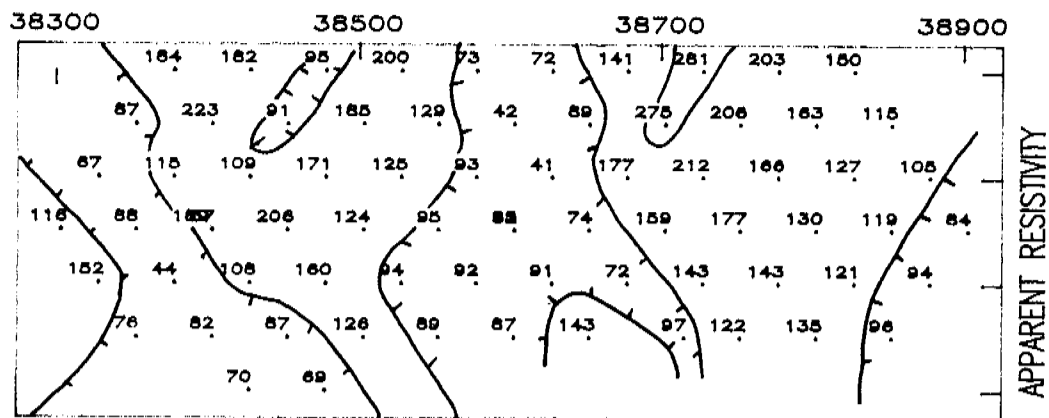 38300 38500 38700 38900
184 182 95 200 73 72 141 281 203 150
87 223 91 185 129 42 89 275 206 163 115
67 115 109 171 125 93 41 177 212 166 127 105
116 88 206 124 95 74 159 177 130 119 84
152 44 108 160 94 92 91 72 143 143 121 94
76 82 87 126 89 87 143 97 122 135 96
70 69
APPARENT RESISTIVITY